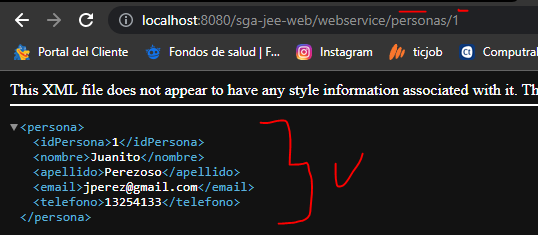 localhost:8080/sga-jee-web/webservice/personas/1
Portal del Cliente Fondos de salud | F... Instagram ticjob Computral
This XML file does not appear to have any style information associated with it. Th
<persona>
<idPersona>1</idPersona>
<nombre>Juanito</nombre>
<apellido>Perezoso</apellido>
<email>jperez@gmail.com</email>
<telefono>13254133</telefono>
</persona>